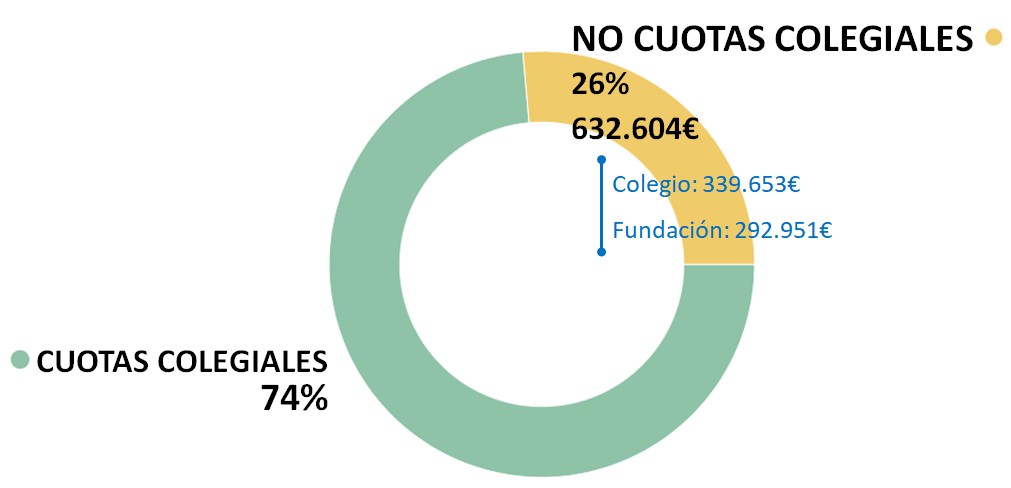 NO CUOTAS COLEGIALES
26%
632.604€
Colegio: 339.653€
Fundación: 292.951€
CUOTAS COLEGIALES
74%